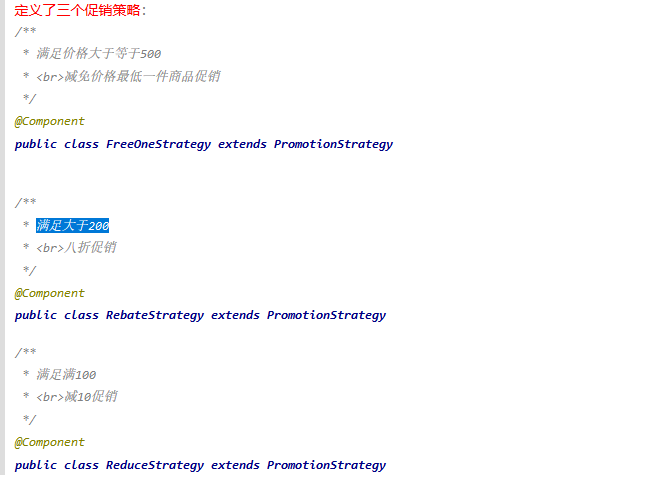 定义了三个促销策略：
/**
 * 满足价格大于等于500
 * <br>减免价格最低一件商品促销
 */
@Component
public class FreeOneStrategy extends PromotionStrategy
/**
 * 满足大于200
 * <br>八折促销
 */
@Component
public class RebateStrategy extends PromotionStrategy
/**
 * 满足满100
 * <br>减10促销
 */
@Component
public class ReduceStrategy extends PromotionStrategy